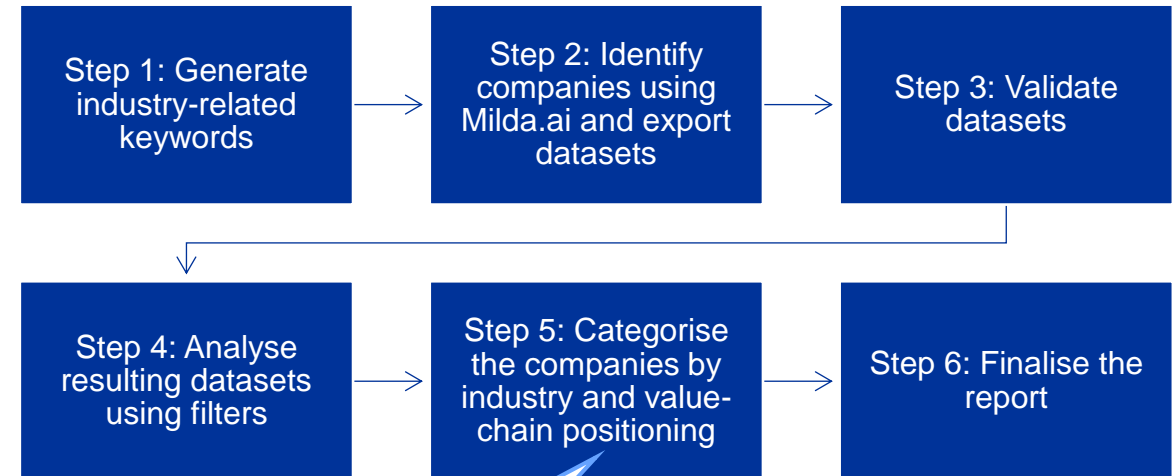 Step 1: Generate
industry-related
keywords
Step 2: Identify
companies using
Milda.ai and export
datasets
Step 3: Validate
datasets
Step 4: Analyse
resulting datasets
using filters
Step 5: Categorise
the companies by
industry and value-
chain positioning
Step 6: Finalise the
report